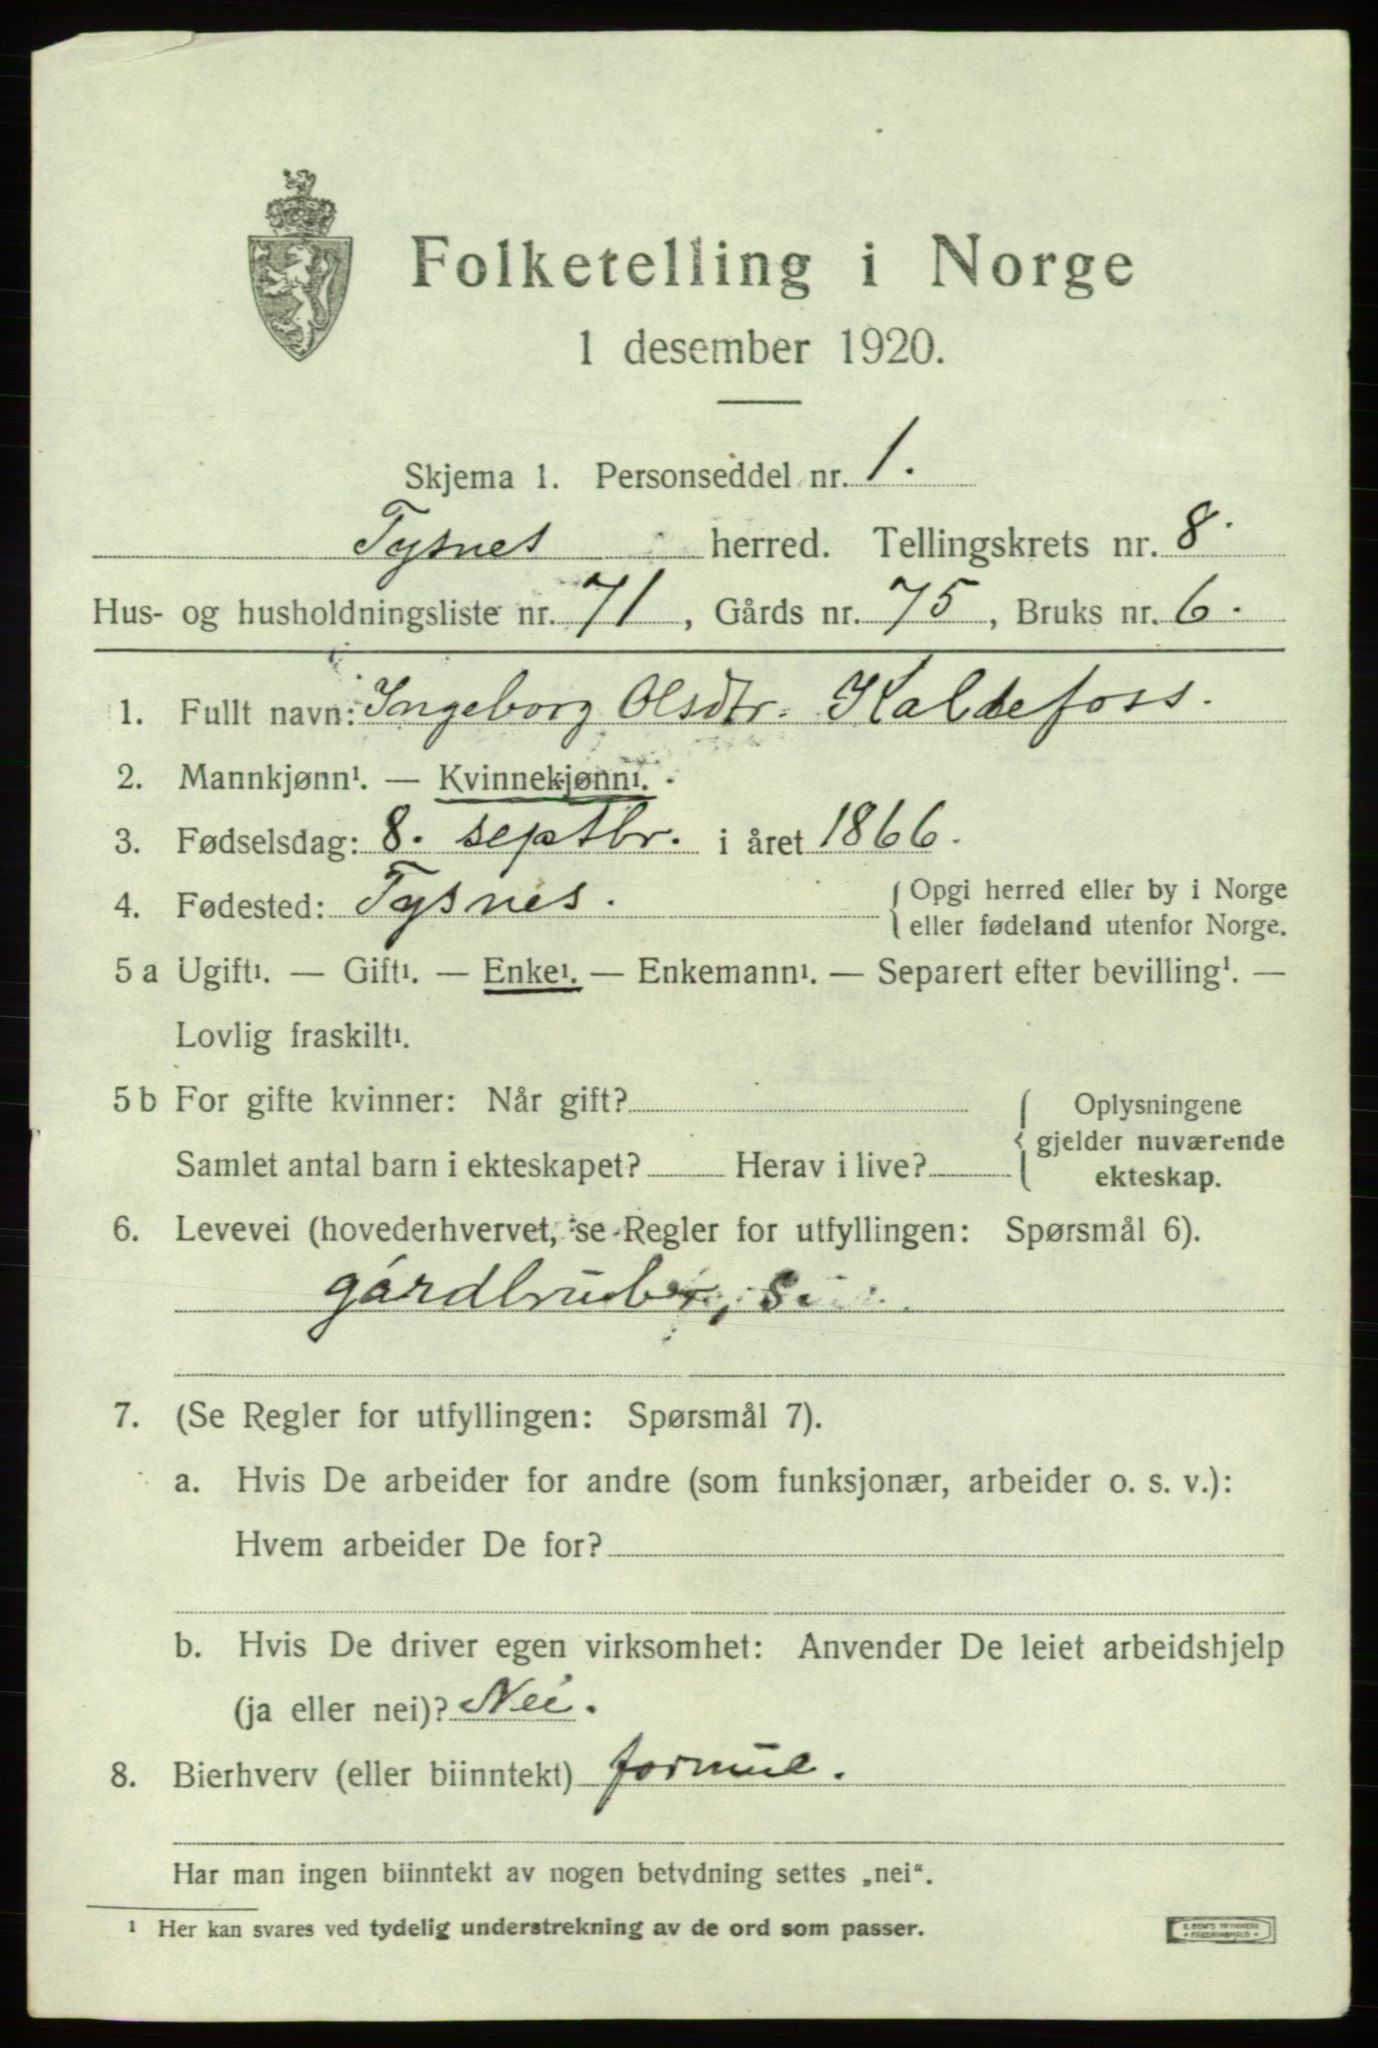 Folketelling i Norge
1 desember 1920.
Skjema 1. Personseddel nr. 1.
Tysnes herred. Tellingskrets nr. 8.
Hus- og husholdningsliste nr. 71, Gårds nr. 75, Bruks nr. 6.
1. Fullt navn: Ingeborg Olsdtr. Kaldefoss.
2. Mannkjønn¹. — Kvinnekjønn¹.
3. Fødselsdag: 8. septbr. i året 1866.
4. Fødested: Tysnes. { Opgi herred eller by i Norge
eller fødeland utenfor Norge.
5 a Ugift¹. — Gift¹. — Enke¹. — Enkemann¹. — Separert efter bevilling¹. —
Lovlig fraskilt¹.
5 b For gifte kvinner: Når gift?
Samlet antal barn i ekteskapet? Herav i live?
Oplysningene
gjelder nuværende
ekteskap.
6. Levevei (hovederhvervet, se Regler for utfyllingen: Spørsmål 6).
gårdbruker, s.
7. (Se Regler for utfyllingen: Spørsmål 7).
a. Hvis De arbeider for andre (som funksjonær, arbeider o. s. v.):
Hvem arbeider De for?
b. Hvis De driver egen virksomhet: Anvender De leiet arbeidshjelp
(ja eller nei)? Nei.
8. Bierhverv (eller biinntekt) formue.
Har man ingen biinntekt av nogen betydning settes „nei“.
¹ Her kan svares ved tydelig understrekning av de ord som passer.